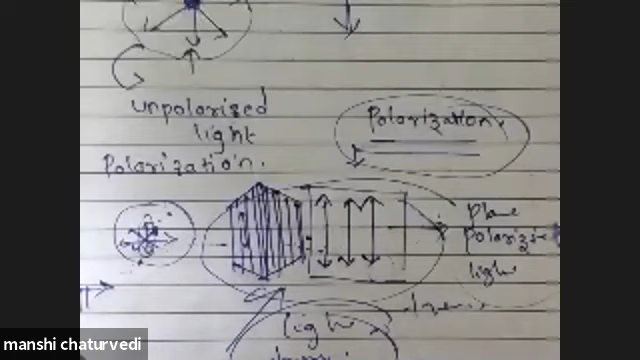 unpolarised
light
Polarization.
Polarization.
plane
Polarize
light
light
manshi chaturvedi